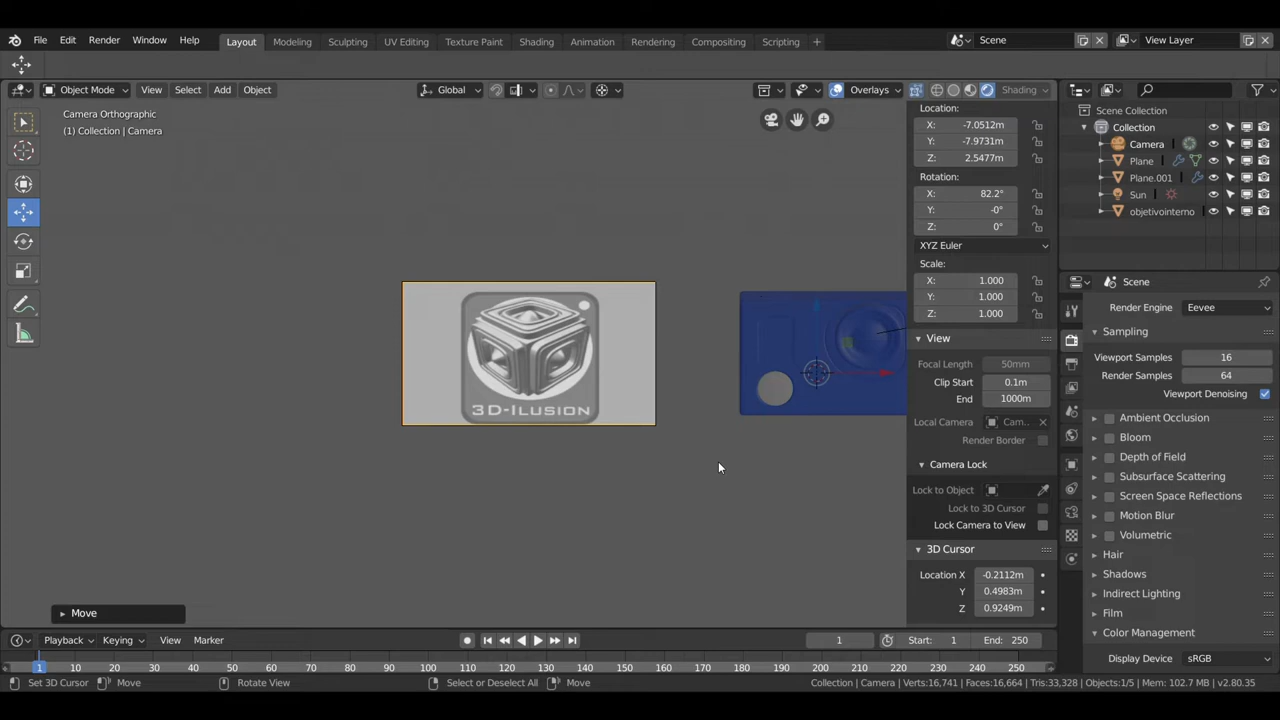 File Edit Render Window Help Layout Modeling Sculpting UV Editing Texture Paint Shading Animation Rendering Compositing Scripting + Scene View Layer
Object Mode View Select Add Object Global Overlays Shading
Camera Orthographic
(1) Collection | Camera
3D-ILUSION
Move
Location:
X: -7.0512m
Y: -7.9731m
Z: 2.5477m
Rotation:
X: 82.2°
Y: -0°
Z: 0°
XYZ Euler
Scale:
X: 1.000
Y: 1.000
Z: 1.000
View
Focal Length 50mm
Clip Start 0.1m
End 1000m
Local Camera Cam...
Render Border
Camera Lock
Lock to Object
Lock to 3D Cursor
Lock Camera to View
3D Cursor
Location X -0.2112m
Y 0.4983m
Z 0.9249m
Scene Collection
Collection
Camera
Plane
Plane.001
Sun
objetivointerno
Scene
Render Engine Eevee
Sampling
Viewport Samples 16
Render Samples 64
Viewport Denoising
Ambient Occlusion
Bloom
Depth of Field
Subsurface Scattering
Screen Space Reflections
Motion Blur
Volumetric
Hair
Shadows
Indirect Lighting
Film
Color Management
Display Device sRGB
Playback Keying View Marker 1 Start: 1 End: 250
1 10 20 30 40 50 60 70 80 90 100 110 120 130 140 150 160 170 180 190 200 210 220 230 240 250
Set 3D Cursor Move Rotate View Select or Deselect All Move Collection | Camera | Verts:16,741 | Faces:16,664 | Tris:33,328 | Objects:1/5 | Mem: 102.7 MB | v2.80.35